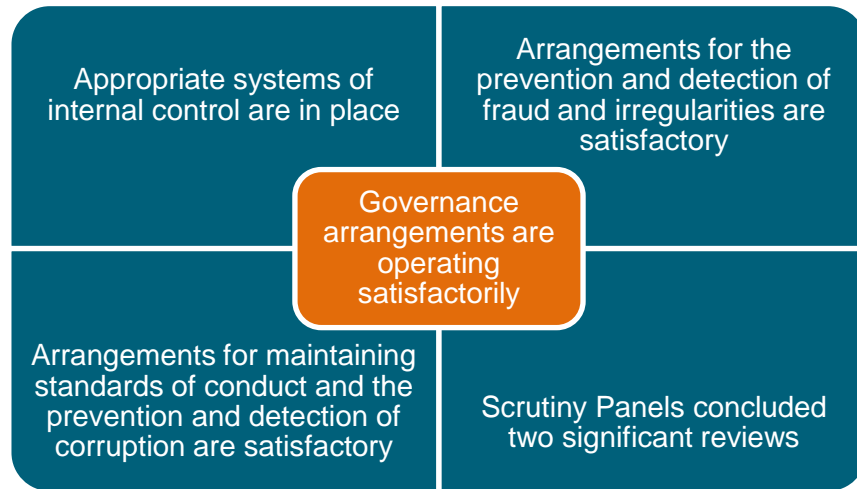 Appropriate systems of
internal control are in place
Arrangements for the
prevention and detection of
fraud and irregularities are
satisfactory
Governance
arrangements are
operating
satisfactorily
Arrangements for maintaining
standards of conduct and the
prevention and detection of
corruption are satisfactory
Scrutiny Panels concluded
two significant reviews